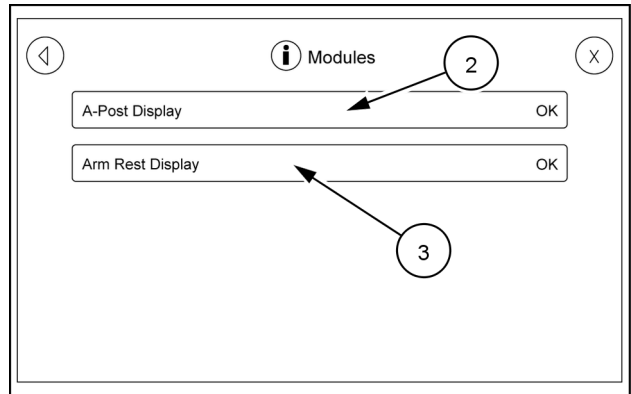 i Modules
2
X
A-Post Display OK
Arm Rest Display OK
3